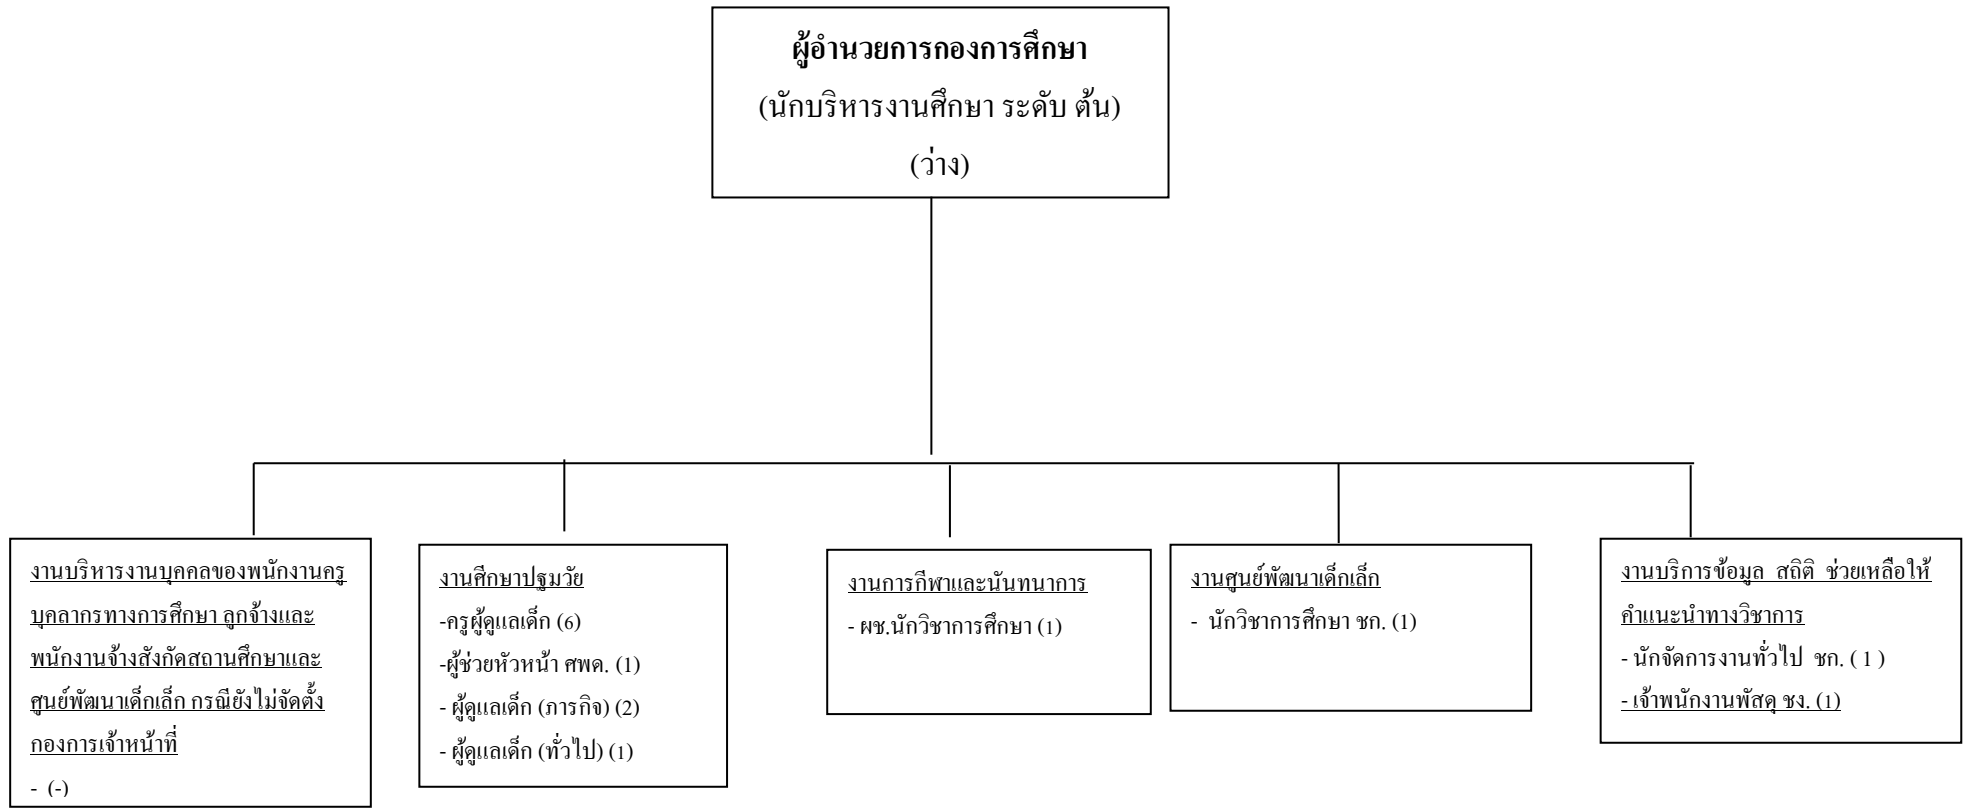 ผู้อำนวยการกองการศึกษา
(นักบริหารงานศึกษา ระดับ ต้น)
(ว่าง)
งานบริหารงานบุคคลของพนักงานครู
บุคลากรทางการศึกษา ลูกจ้างและ
พนักงานจ้างสังกัดสถานศึกษาและ
ศูนย์พัฒนาเด็กเล็ก กรณียังไม่จัดตั้ง
กองการเจ้าหน้าที่
- (-)
งานศึกษาปฐมวัย
-ครูผู้ดูแลเด็ก (6)
-ผู้ช่วยหัวหน้า ศพด. (1)
- ผู้ดูแลเด็ก (ภารกิจ) (2)
- ผู้ดูแลเด็ก (ทั่วไป) (1)
งานการกีฬาและนันทนาการ
- ผช.นักวิชาการศึกษา (1)
งานศูนย์พัฒนาเด็กเล็ก
- นักวิชาการศึกษา ชก. (1)
งานบริการข้อมูล สถิติ ช่วยเหลือให้
คำแนะนำทางวิชาการ
- นักจัดการงานทั่วไป ชก. ( 1 )
- เจ้าพนักงานพัสดุ ชง. (1)